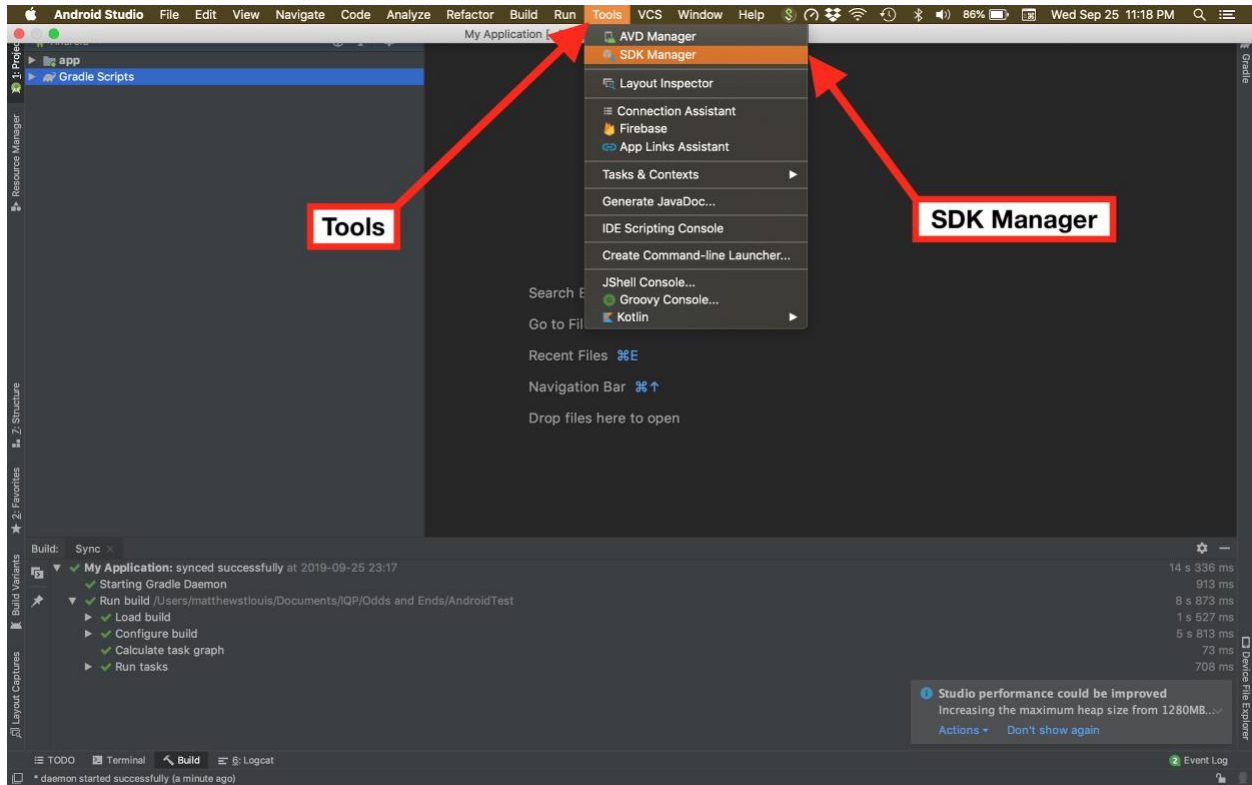 Android Studio File Edit View Navigate Code Analyze Refactor Build Run Tools VCS Window Help 86% Wed Sep 25 11:18 PM
My Application
AVD Manager
SDK Manager
Layout Inspector
Connection Assistant
Firebase
App Links Assistant
Tasks & Contexts
Generate JavaDoc...
IDE Scripting Console
Create Command-line Launcher...
JShell Console...
Groovy Console...
Kotlin
Tools
SDK Manager
1: Project
Resource Manager
Z: Structure
2: Favorites
Build Variants
Layout Captures
app
Gradle Scripts
Search
Go to Fil
Recent Files ⌘E
Navigation Bar ⌘↑
Drop files here to open
Gradle
Device File Explorer
Build: Sync
My Application: synced successfully at 2019-09-25 23:17 14 s 336 ms
Starting Gradle Daemon 913 ms
Run build /Users/matthewstlouis/Documents/IQP/Odds and Ends/AndroidTest 8 s 873 ms
Load build 1 s 527 ms
Configure build 5 s 813 ms
Calculate task graph 73 ms
Run tasks 708 ms
Studio performance could be improved
Increasing the maximum heap size from 1280MB...
Actions Don't show again
TODO Terminal Build 6: Logcat 2 Event Log
* daemon started successfully (a minute ago)